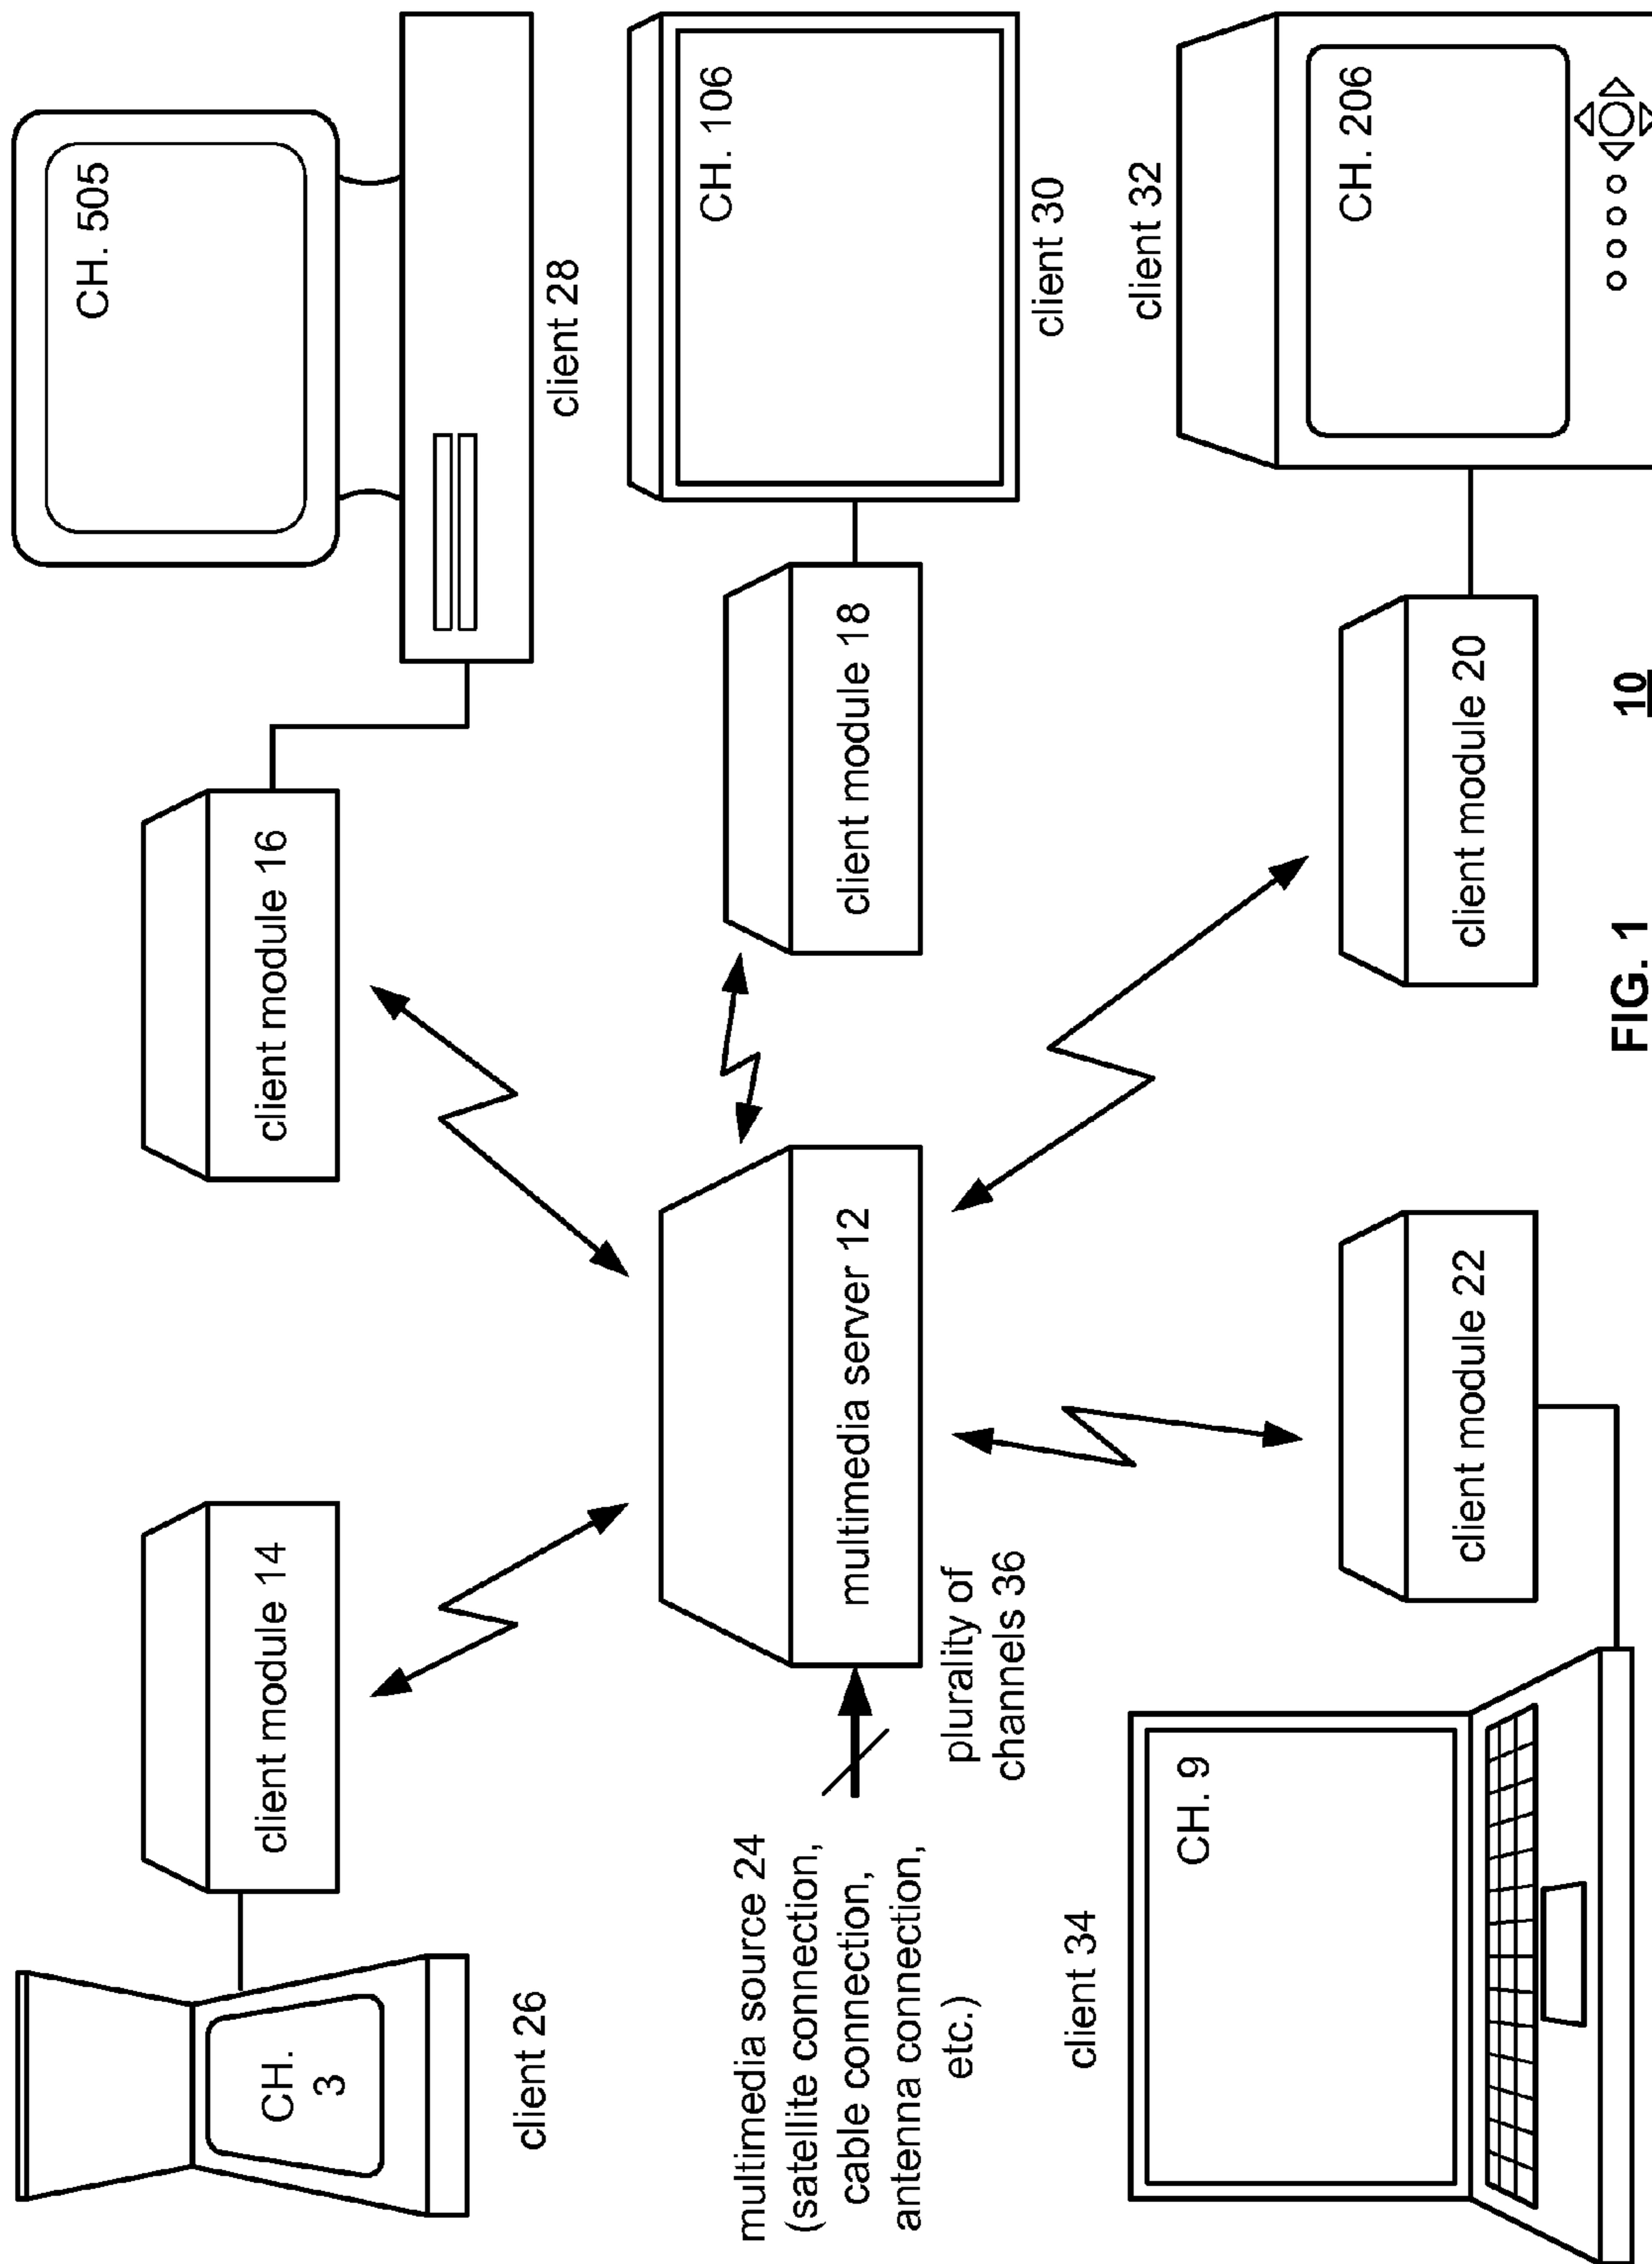 CH.
3
client 26
client module 14
client module 16
CH. 505
client 28
multimedia source 24
(satellite connection,
cable connection,
antenna connection,
etc.)
plurality of
channels 36
multimedia server 12
client module 18
CH. 106
client 30
client 34
CH. 9
client module 22
client module 20
client 32
CH. 206
FIG. 1
10